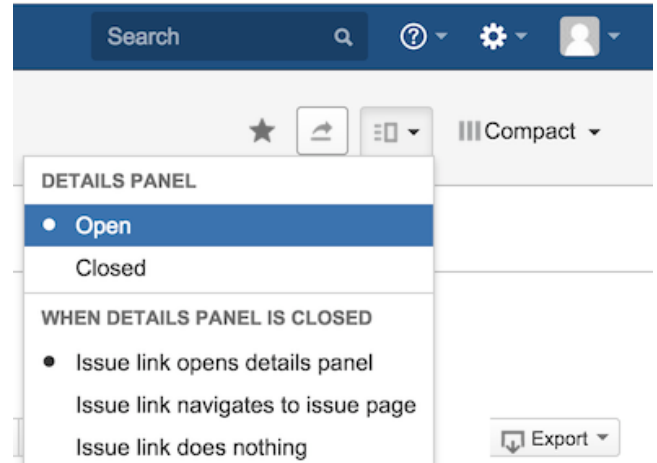 Search
Compact
DETAILS PANEL
Open
Closed
WHEN DETAILS PANEL IS CLOSED
Issue link opens details panel
Issue link navigates to issue page
Issue link does nothing
Export